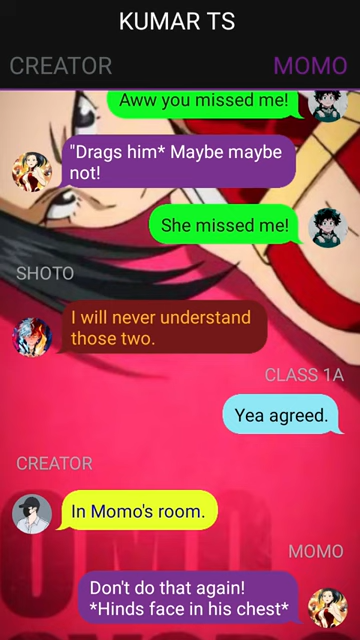 KUMAR TS
CREATOR
MOMO
Aww you missed me!
"Drags him* Maybe maybe
not!
She missed me!
SHOTO
I will never understand
those two.
CLASS 1A
Yea agreed.
CREATOR
In Momo's room.
MOMO
Don't do that again!
*Hinds face in his chest*